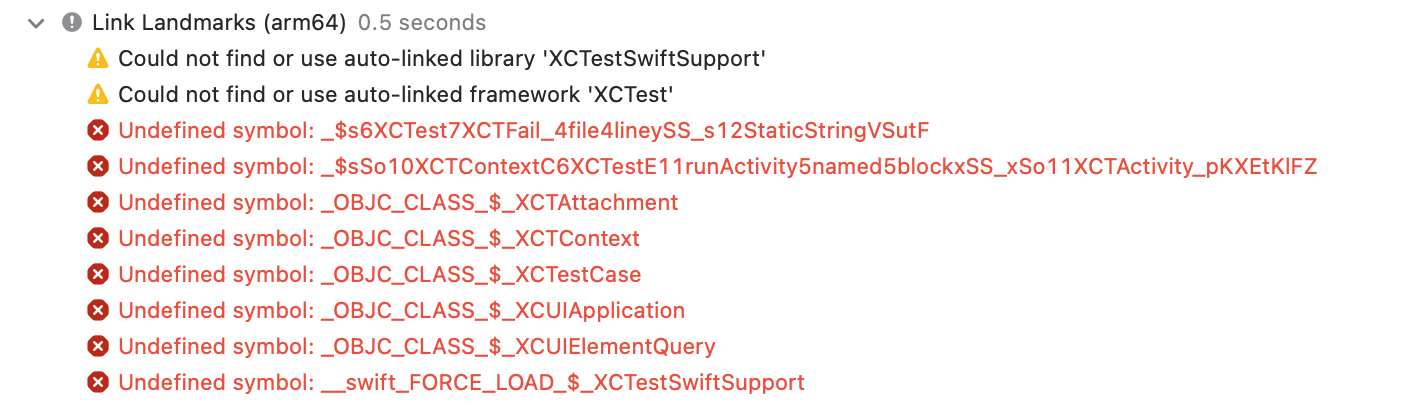 Link Landmarks (arm64) 0.5 seconds
Could not find or use auto-linked library 'XCTestSwiftSupport'
Could not find or use auto-linked framework 'XCTest'
Undefined symbol: _$s6XCTest7XCTFail_4file4lineySS_s12StaticStringVSutF
Undefined symbol: _$sSo10XCTContextC6XCTestE11runActivity5named5blockxSS_xSo11XCTActivity_pKXEtKlFZ
Undefined symbol: _OBJC_CLASS_$_XCTAttachment
Undefined symbol: _OBJC_CLASS_$_XCTContext
Undefined symbol: _OBJC_CLASS_$_XCTestCase
Undefined symbol: _OBJC_CLASS_$_XCUIApplication
Undefined symbol: _OBJC_CLASS_$_XCUIElementQuery
Undefined symbol: __swift_FORCE_LOAD_$_XCTestSwiftSupport